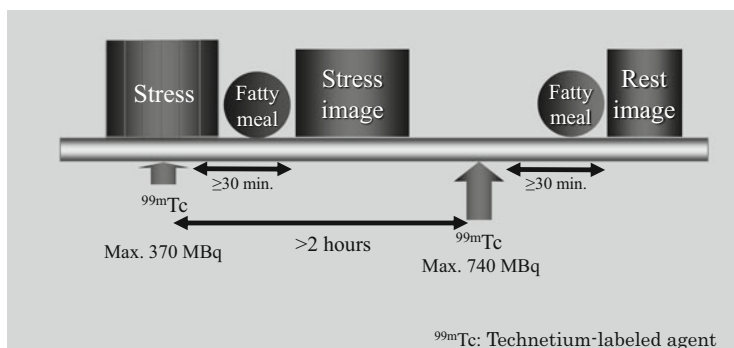 Stress
Fatty
meal
Stress
image
Fatty
meal
Rest
image
≥30 min.
≥30 min.
99mTc
Max. 370 MBq
>2 hours
99mTc
Max. 740 MBq
99mTc: Technetium-labeled agent